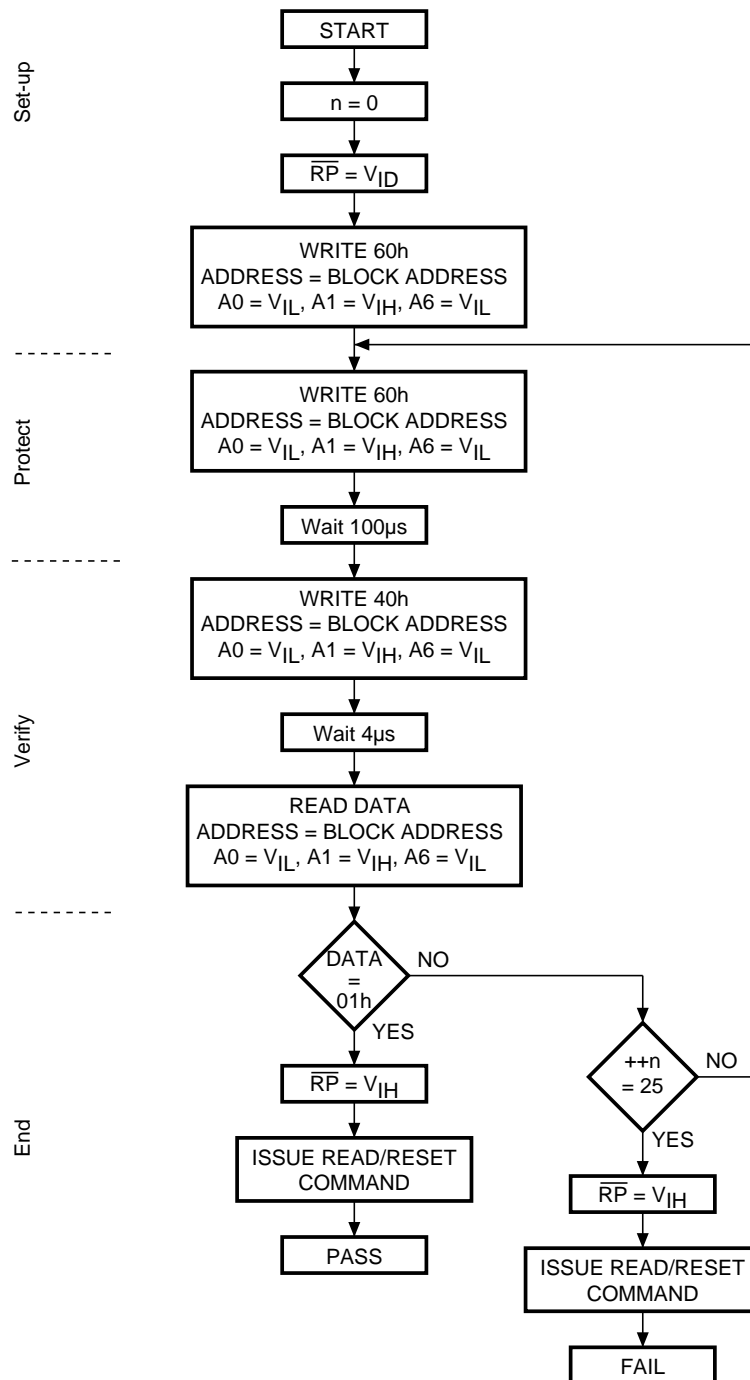 Set-up
START
n = 0
R̅P̅ = VID
WRITE 60h
ADDRESS = BLOCK ADDRESS
A0 = VIL, A1 = VIH, A6 = VIL
Protect
WRITE 60h
ADDRESS = BLOCK ADDRESS
A0 = VIL, A1 = VIH, A6 = VIL
Wait 100µs
Verify
WRITE 40h
ADDRESS = BLOCK ADDRESS
A0 = VIL, A1 = VIH, A6 = VIL
Wait 4µs
READ DATA
ADDRESS = BLOCK ADDRESS
A0 = VIL, A1 = VIH, A6 = VIL
End
DATA
=
01h
NO
YES
R̅P̅ = VIH
ISSUE READ/RESET
COMMAND
PASS
++n
= 25
NO
YES
R̅P̅ = VIH
ISSUE READ/RESET
COMMAND
FAIL